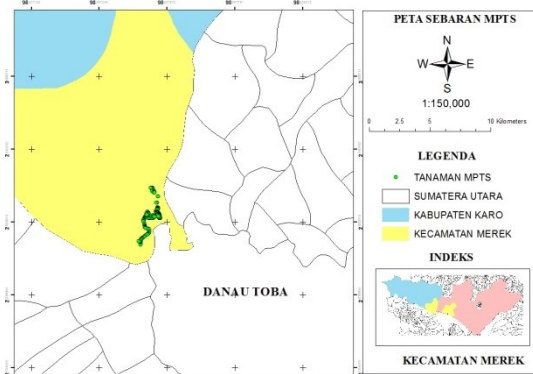 DANAU TOBA
PETA SEBARAN MPTS
N
W E
S
1:150,000
0 2.5 5 10 Kilometers
LEGENDA
TANAMAN MPTS
SUMATERA UTARA
KABUPATEN KARO
KECAMATAN MEREK
INDEKS
KECAMATAN MEREK